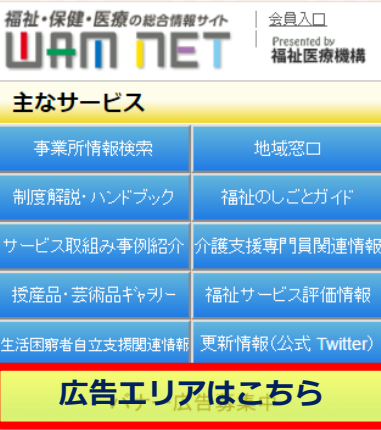 福祉・保健・医療の総合情報サイト
WAM NET
会員入口
Presented by
福祉医療機構
主なサービス
事業所情報検索
地域窓口
制度解説・ハンドブック
福祉のしごとガイド
サービス取組み事例紹介
介護支援専門員関連情報
授産品・芸術品ギャラリー
福祉サービス評価情報
生活困窮者自立支援関連情報
更新情報(公式 Twitter)
広告エリアはこちら
バナー広告募集中